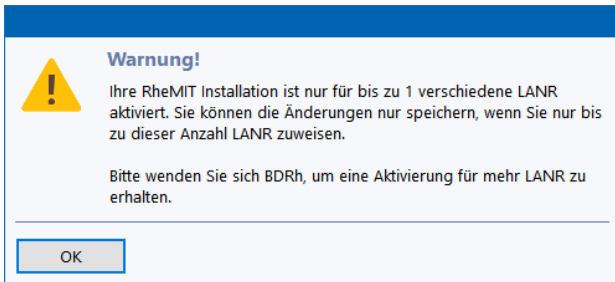 Warnung!
Ihre RheMIT Installation ist nur für bis zu 1 verschiedene LANR
aktiviert. Sie können die Änderungen nur speichern, wenn Sie nur bis
zu dieser Anzahl LANR zuweisen.
Bitte wenden Sie sich BDRh, um eine Aktivierung für mehr LANR zu
erhalten.
OK